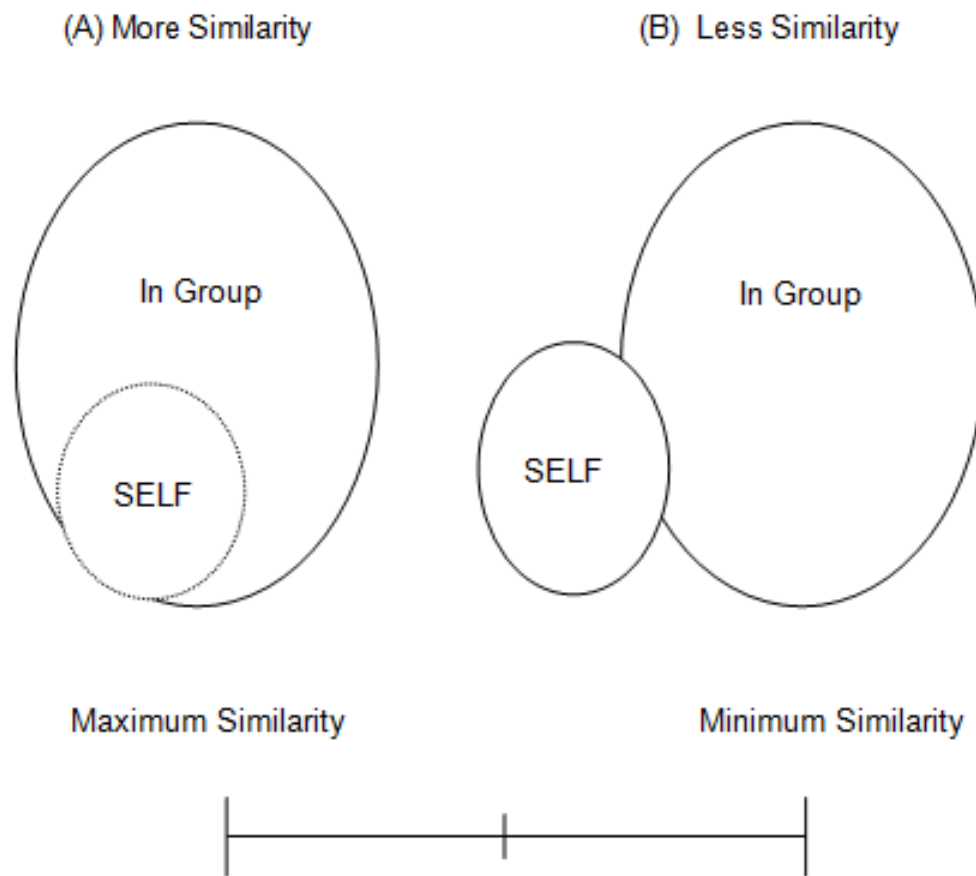 (A) More Similarity
(B) Less Similarity
In Group
In Group
SELF
SELF
Maximum Similarity
Minimum Similarity